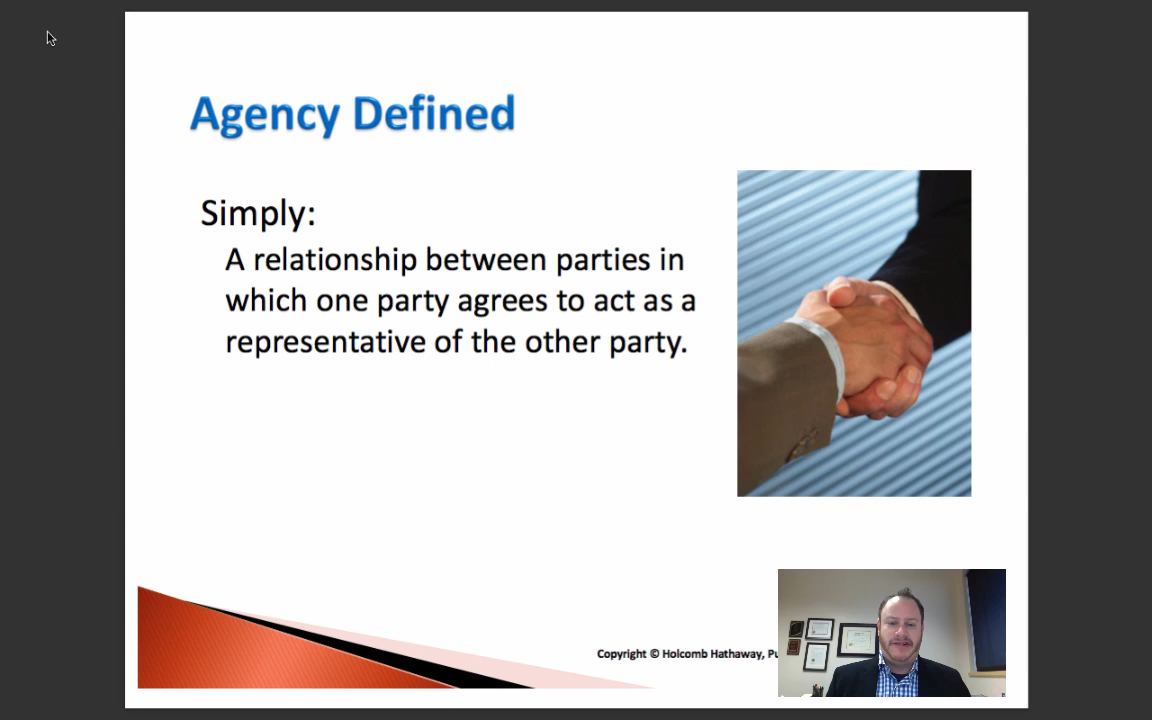 Agency Defined
Simply:
A relationship between parties in
which one party agrees to act as a
representative of the other party.
Copyright © Holcomb Hathaway,